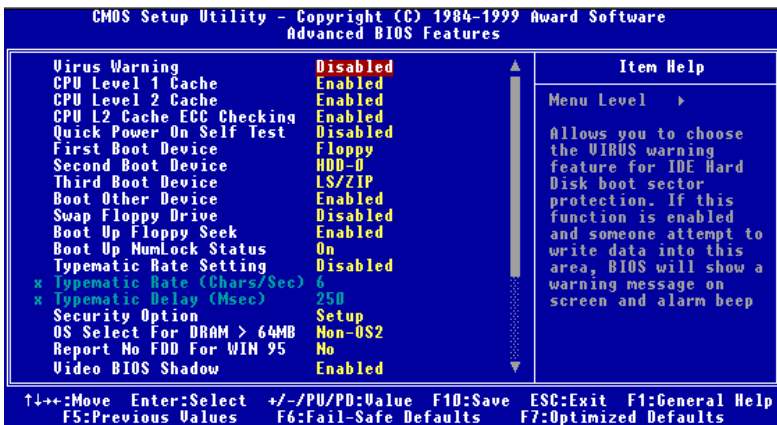 CMOS Setup Utility - Copyright (C) 1984-1999 Award Software
Advanced BIOS Features
Virus Warning Disabled
CPU Level 1 Cache Enabled
CPU Level 2 Cache Enabled
CPU L2 Cache ECC Checking Enabled
Quick Power On Self Test Disabled
First Boot Device Floppy
Second Boot Device HDD-0
Third Boot Device LS/ZIP
Boot Other Device Enabled
Swap Floppy Drive Disabled
Boot Up Floppy Seek Enabled
Boot Up NumLock Status On
Typematic Rate Setting Disabled
x Typematic Rate (Chars/Sec) 6
x Typematic Delay (Msec) 250
Security Option Setup
OS Select For DRAM > 64MB Non-OS2
Report No FDD For WIN 95 No
Video BIOS Shadow Enabled
Item Help
Menu Level ▸
Allows you to choose
the VIRUS warning
feature for IDE Hard
Disk boot sector
protection. If this
function is enabled
and someone attempt to
write data into this
area, BIOS will show a
warning message on
screen and alarm beep
↑↓→←:Move Enter:Select +/-/PU/PD:Value F10:Save ESC:Exit F1:General Help
F5:Previous Values F6:Fail-Safe Defaults F7:Optimized Defaults